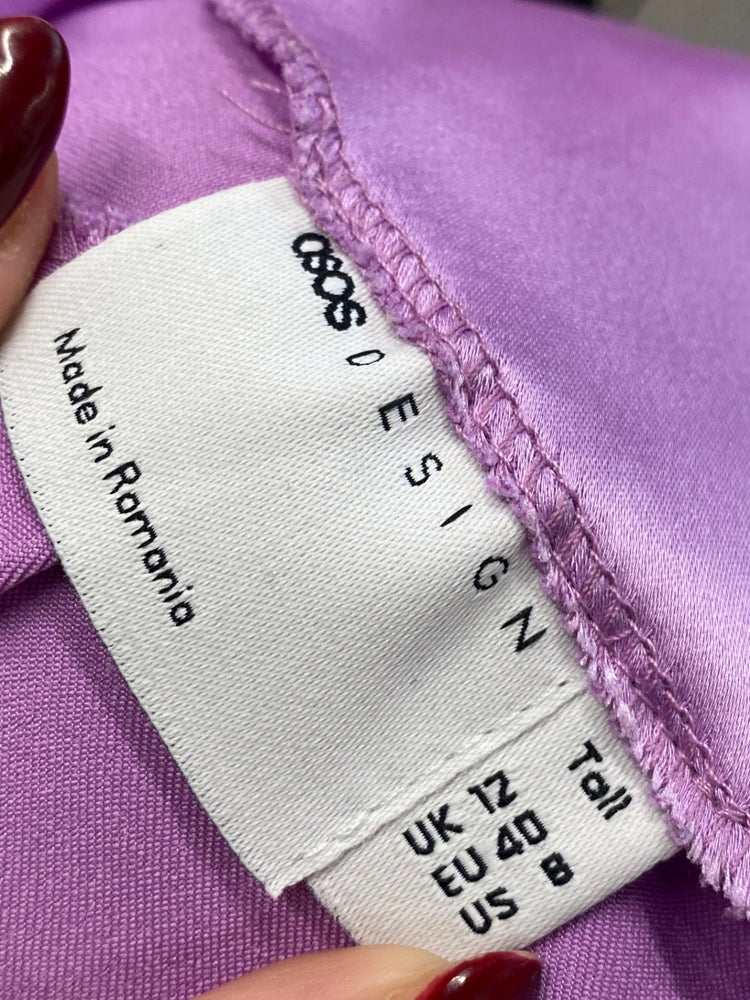 asos DESIGN
Made in Romania
Tall
UK 12
EU 40
US 8